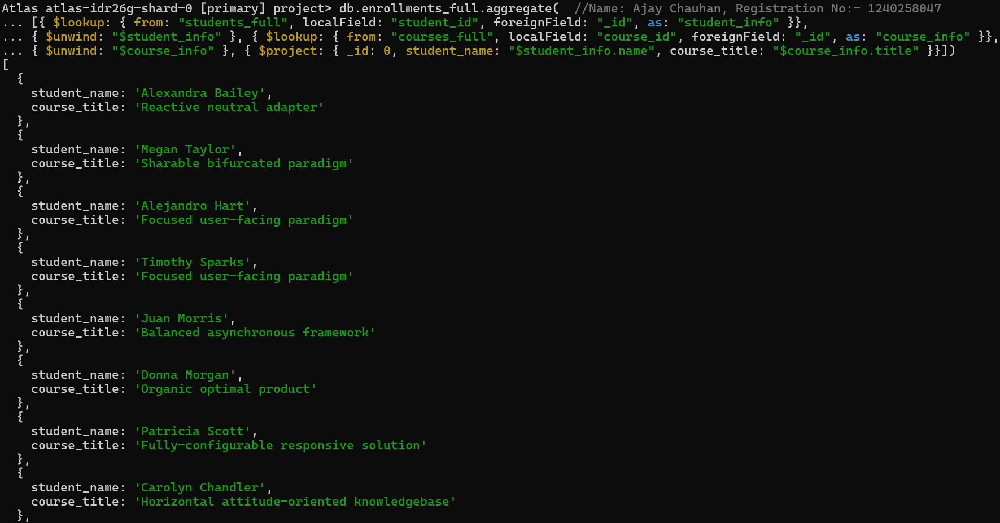 Atlas atlas-idr26g-shard-0 [primary] project> db.enrollments_full.aggregate(  //Name: Ajay Chauhan, Registration No:- 1240258047
... [{ $lookup: { from: "students_full", localField: "student_id", foreignField: "_id", as: "student_info" }},
... { $unwind: "$student_info" }, { $lookup: { from: "courses_full", localField: "course_id", foreignField: "_id", as: "course_info" }},
... { $unwind: "$course_info" }, { $project: { _id: 0, student_name: "$student_info.name", course_title: "$course_info.title" }}])
[
  {
    student_name: 'Alexandra Bailey',
    course_title: 'Reactive neutral adapter'
  },
  {
    student_name: 'Megan Taylor',
    course_title: 'Sharable bifurcated paradigm'
  },
  {
    student_name: 'Alejandro Hart',
    course_title: 'Focused user-facing paradigm'
  },
  {
    student_name: 'Timothy Sparks',
    course_title: 'Focused user-facing paradigm'
  },
  {
    student_name: 'Juan Morris',
    course_title: 'Balanced asynchronous framework'
  },
  {
    student_name: 'Donna Morgan',
    course_title: 'Organic optimal product'
  },
  {
    student_name: 'Patricia Scott',
    course_title: 'Fully-configurable responsive solution'
  },
  {
    student_name: 'Carolyn Chandler',
    course_title: 'Horizontal attitude-oriented knowledgebase'
  },